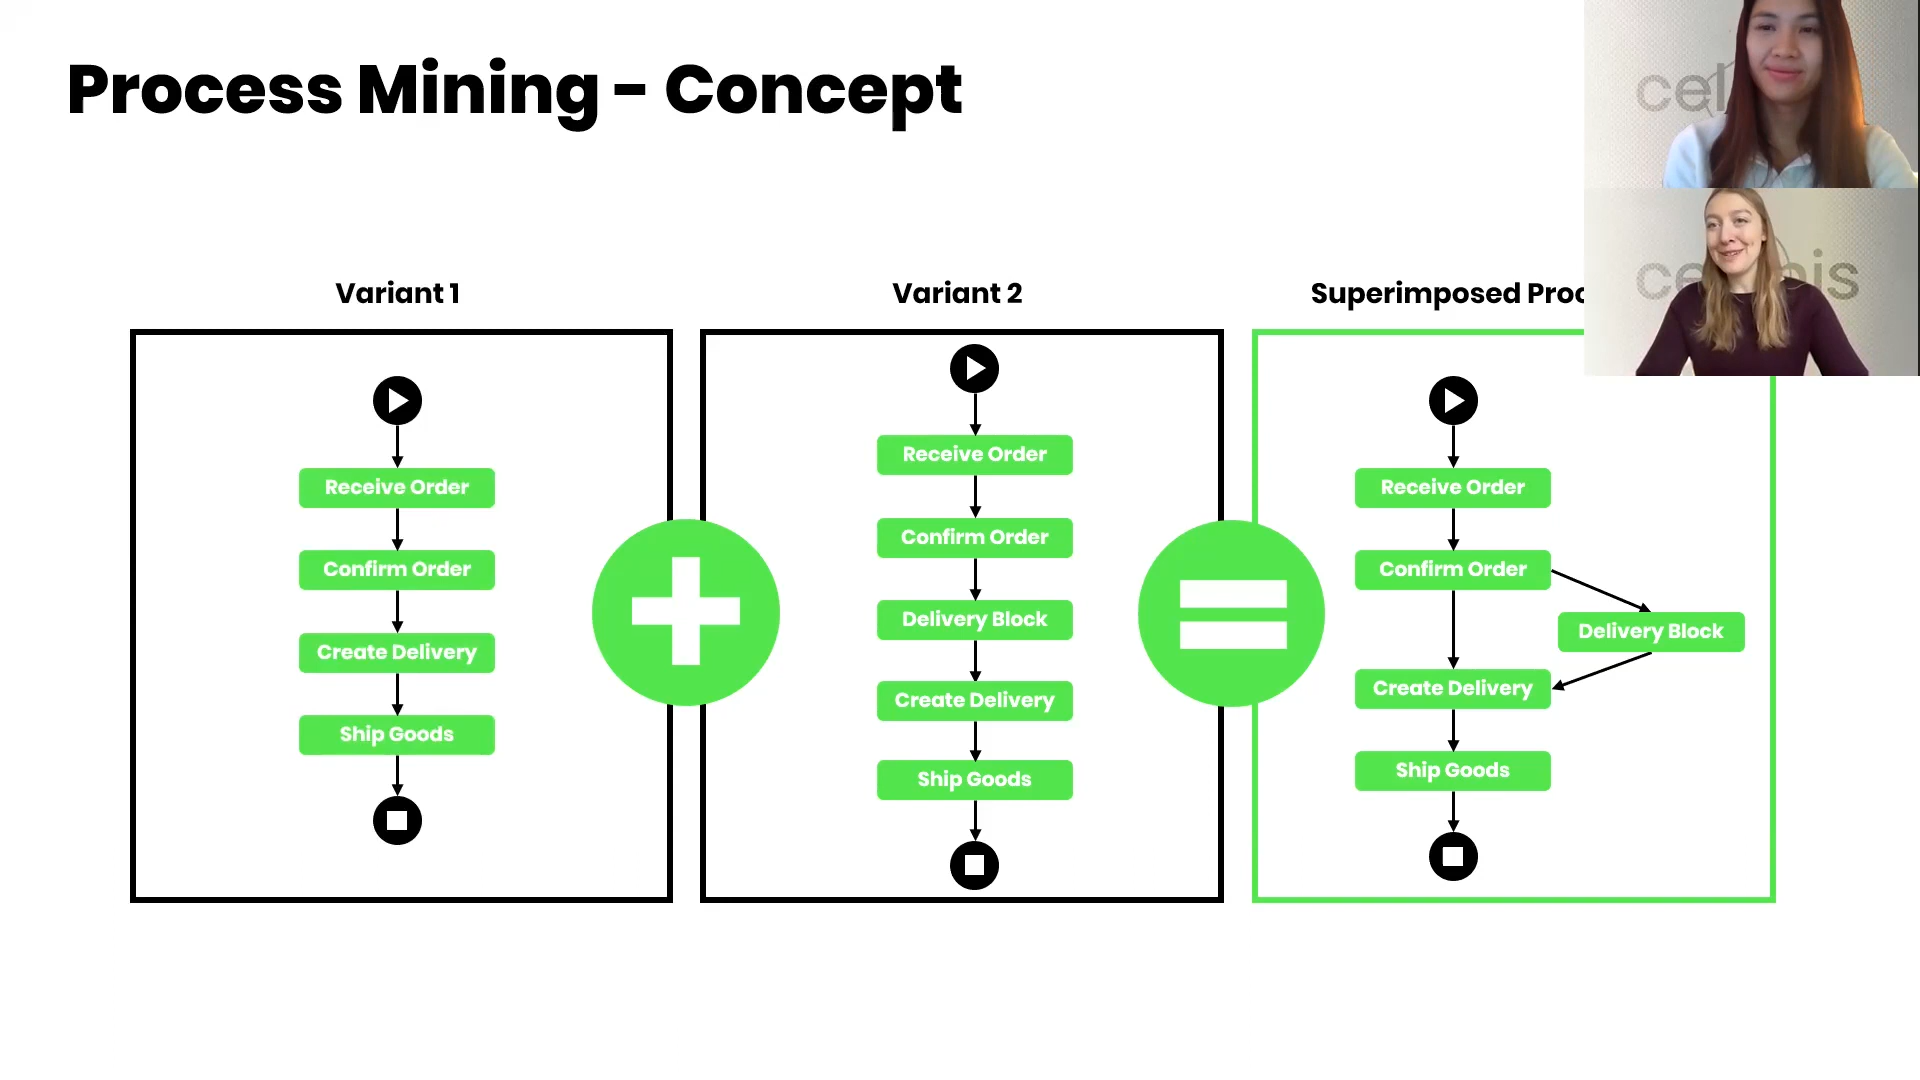 Process Mining - Concept
Variant 1
Receive Order
Confirm Order
Create Delivery
Ship Goods
Variant 2
Receive Order
Confirm Order
Delivery Block
Create Delivery
Ship Goods
Superimposed
Receive Order
Confirm Order
Delivery Block
Create Delivery
Ship Goods